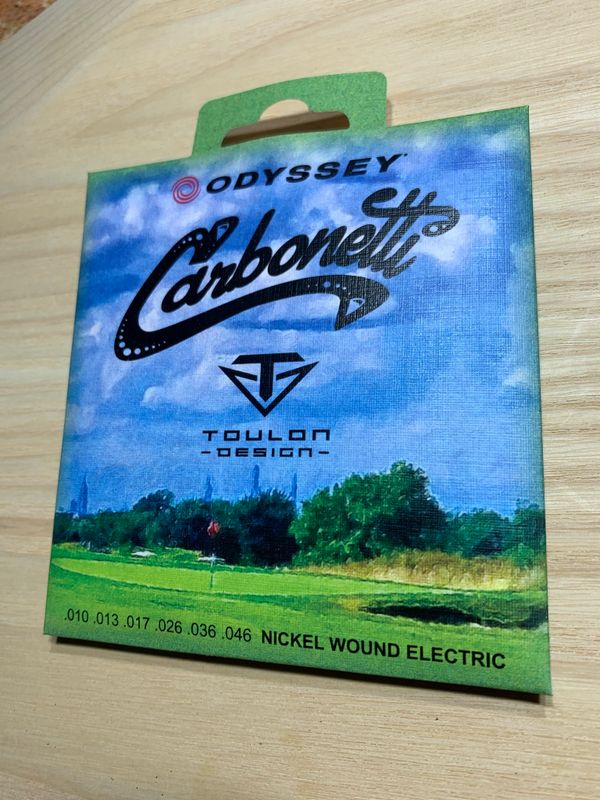 ODYSSEY
Carbonetti
TOULON
-DESIGN-
.010 .013 .017 .026 .036 .046 NICKEL WOUND ELECTRIC